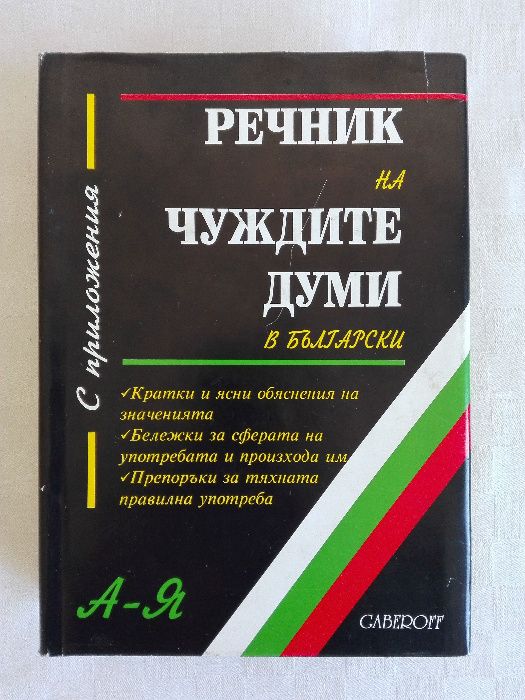 С приложения
РЕЧНИК
НА
ЧУЖДИТЕ
ДУМИ
В БЪЛГАРСКИ
✓Кратки и ясни обяснения на
значенията
✓Бележки за сферата на
употребата и произхода им
✓Препоръки за тяхната
правилна употреба
А-Я
GABEROFF